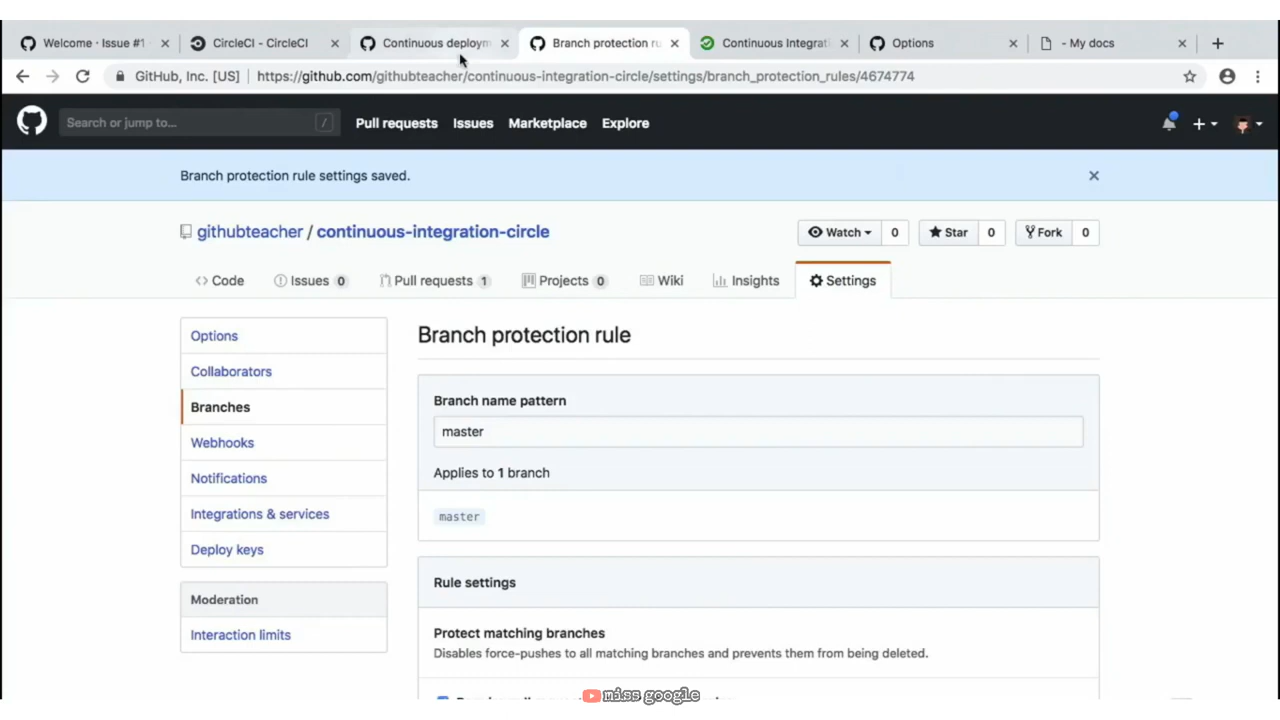 Welcome · Issue #1
CircleCI - CircleCI
Continuous deploym
Branch protection ru
Continuous Integrati
Options
- My docs
GitHub, Inc. [US] https://github.com/githubteacher/continuous-integration-circle/settings/branch_protection_rules/4674774
Search or jump to... /
Pull requests Issues Marketplace Explore
Branch protection rule settings saved.
githubteacher / continuous-integration-circle
Watch 0 Star 0 Fork 0
Code Issues 0 Pull requests 1 Projects 0 Wiki Insights Settings
Options
Collaborators
Branches
Webhooks
Notifications
Integrations & services
Deploy keys
Moderation
Interaction limits
Branch protection rule
Branch name pattern
master
Applies to 1 branch
master
Rule settings
Protect matching branches
Disables force-pushes to all matching branches and prevents them from being deleted.
miss google